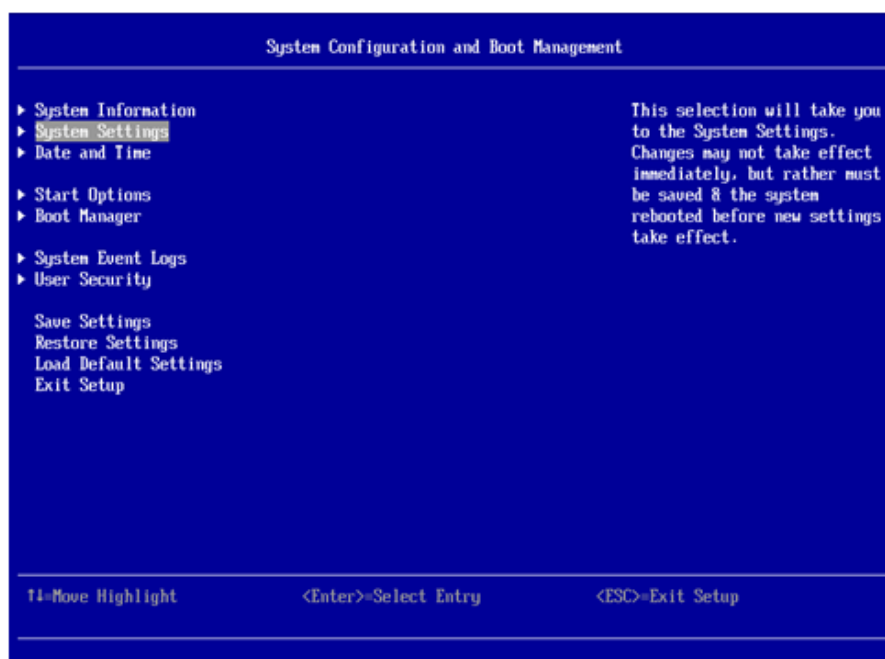 System Configuration and Boot Management
► System Information
► System Settings
► Date and Time
► Start Options
► Boot Manager
► System Event Logs
► User Security
Save Settings
Restore Settings
Load Default Settings
Exit Setup
This selection will take you
to the System Settings.
Changes may not take effect
immediately, but rather must
be saved & the system
rebooted before new settings
take effect.
↑↓=Move Highlight
<Enter>=Select Entry
<ESC>=Exit Setup